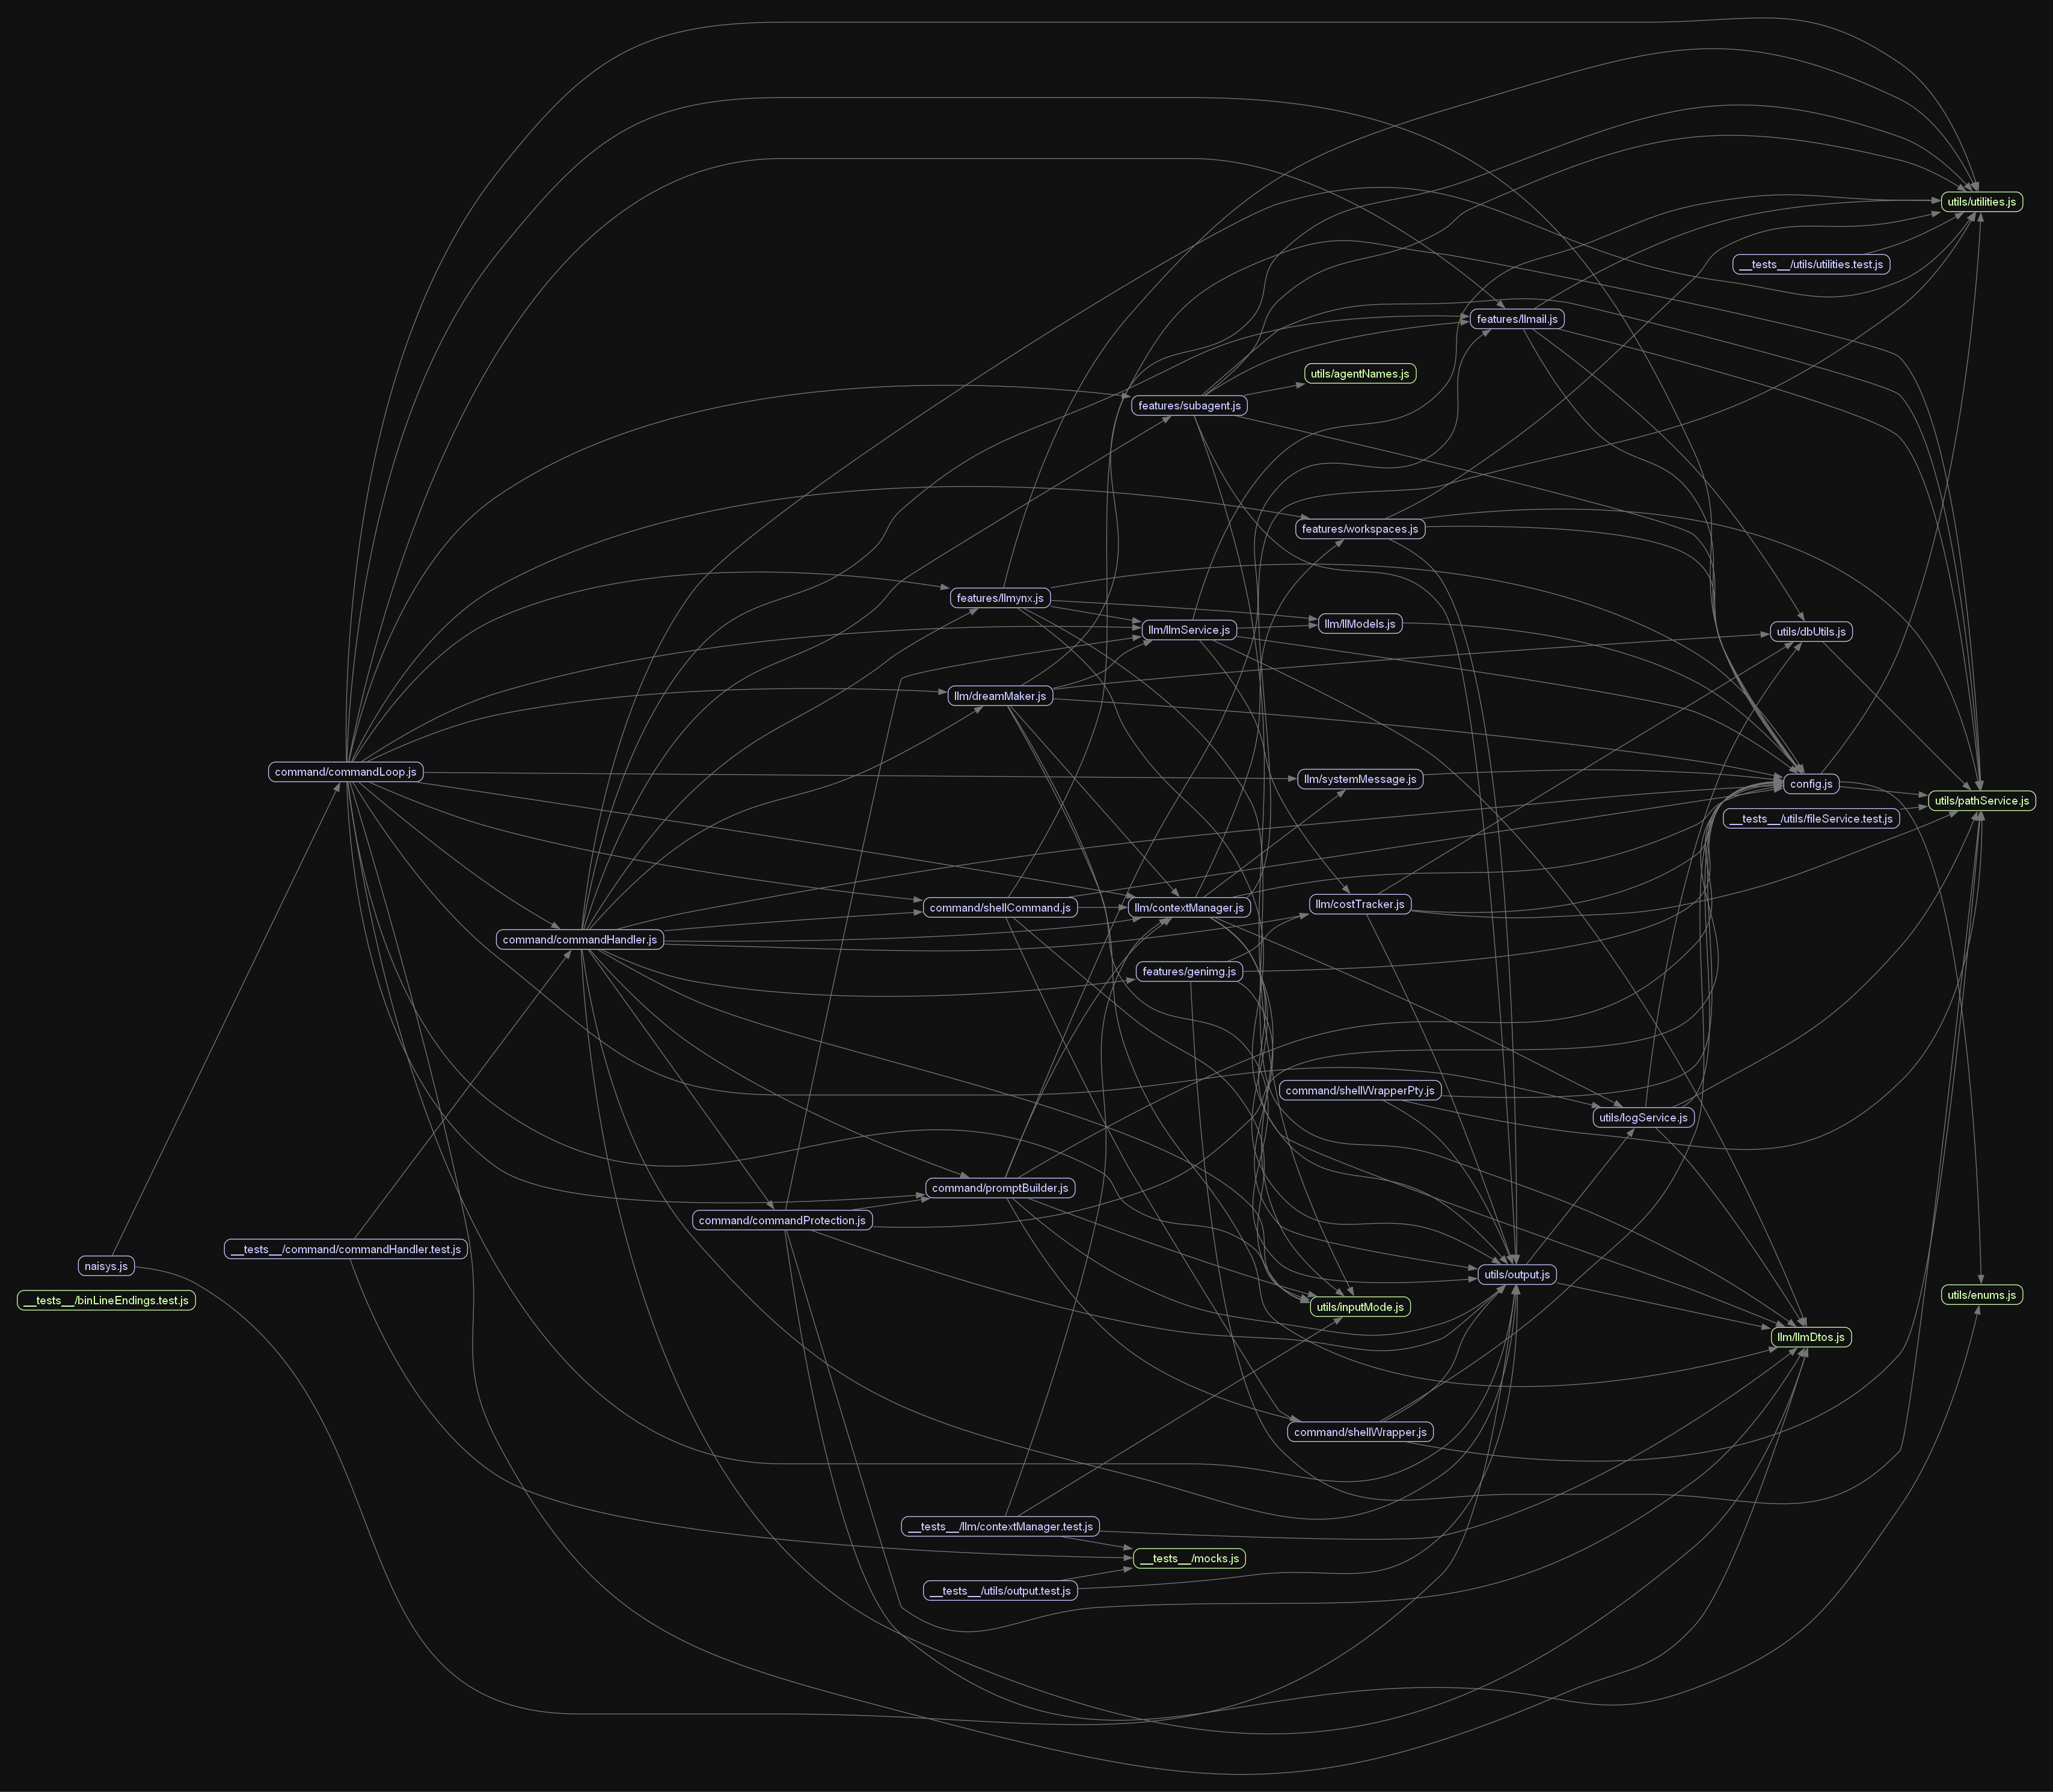 utils/utilities.js
__tests__/utils/utilities.test.js
features/llmail.js
utils/agentNames.js
features/subagent.js
features/workspaces.js
features/llmynx.js
llm/llModels.js
llm/llmService.js
utils/dbUtils.js
llm/dreamMaker.js
command/commandLoop.js
llm/systemMessage.js
config.js
utils/pathService.js
__tests__/utils/fileService.test.js
command/shellCommand.js
llm/contextManager.js
llm/costTracker.js
command/commandHandler.js
features/genimg.js
command/shellWrapperPty.js
utils/logService.js
command/promptBuilder.js
command/commandProtection.js
__tests__/command/commandHandler.test.js
naisys.js
utils/output.js
__tests__/binLineEndings.test.js
utils/inputMode.js
utils/enums.js
llm/llmDtos.js
command/shellWrapper.js
__tests__/llm/contextManager.test.js
__tests__/mocks.js
__tests__/utils/output.test.js